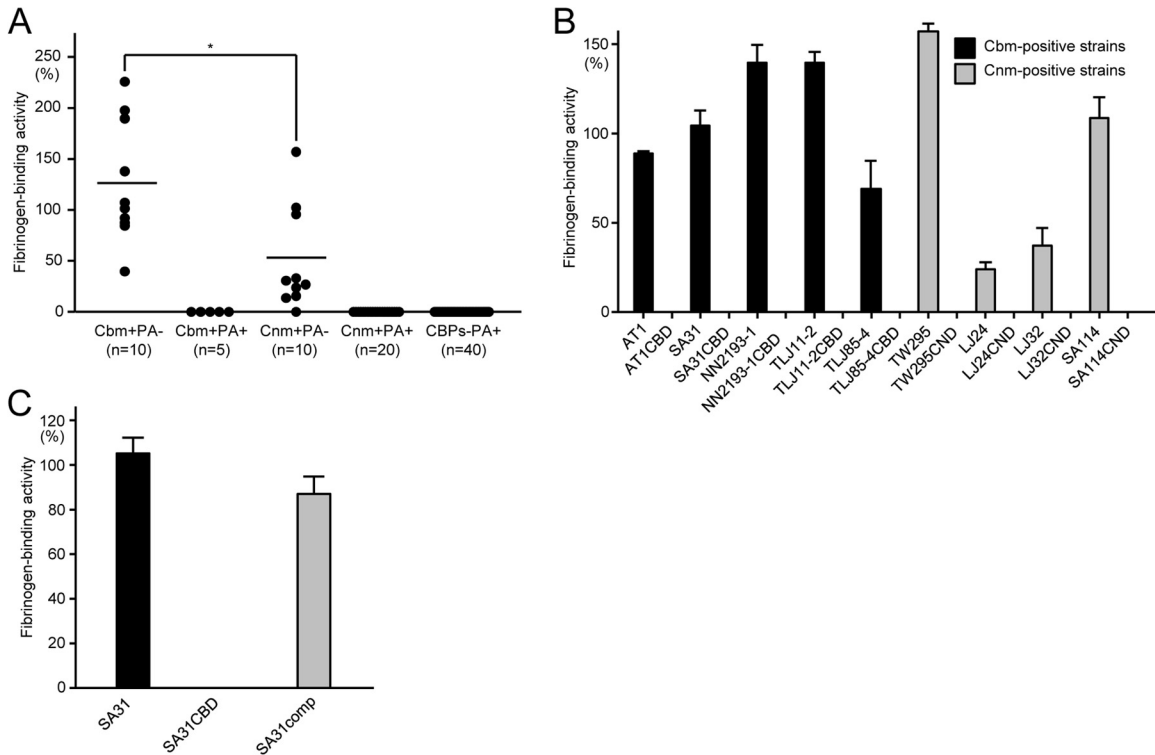 A
*
250
(%)
200
150
100
50
0
Fibrinogen-binding activity
Cbm+PA-
(n=10)
Cbm+PA+
(n=5)
Cnm+PA-
(n=10)
Cnm+PA+
(n=20)
CBPs-PA+
(n=40)
B
150
(%)
100
50
0
Fibrinogen-binding activity
Cbm-positive strains
Cnm-positive strains
AT1
AT1CBD
SA31
SA31CBD
NN2193-1
NN2193-1CBD
TLJ11-2
TLJ11-2CBD
TLJ85-4
TLJ85-4CBD
TW295
TW295CND
LJ24
LJ24CND
LJ32
LJ32CND
SA114
SA114CND
C
120
(%)
100
80
60
40
20
0
Fibrinogen-binding activity
SA31
SA31CBD
SA31comp